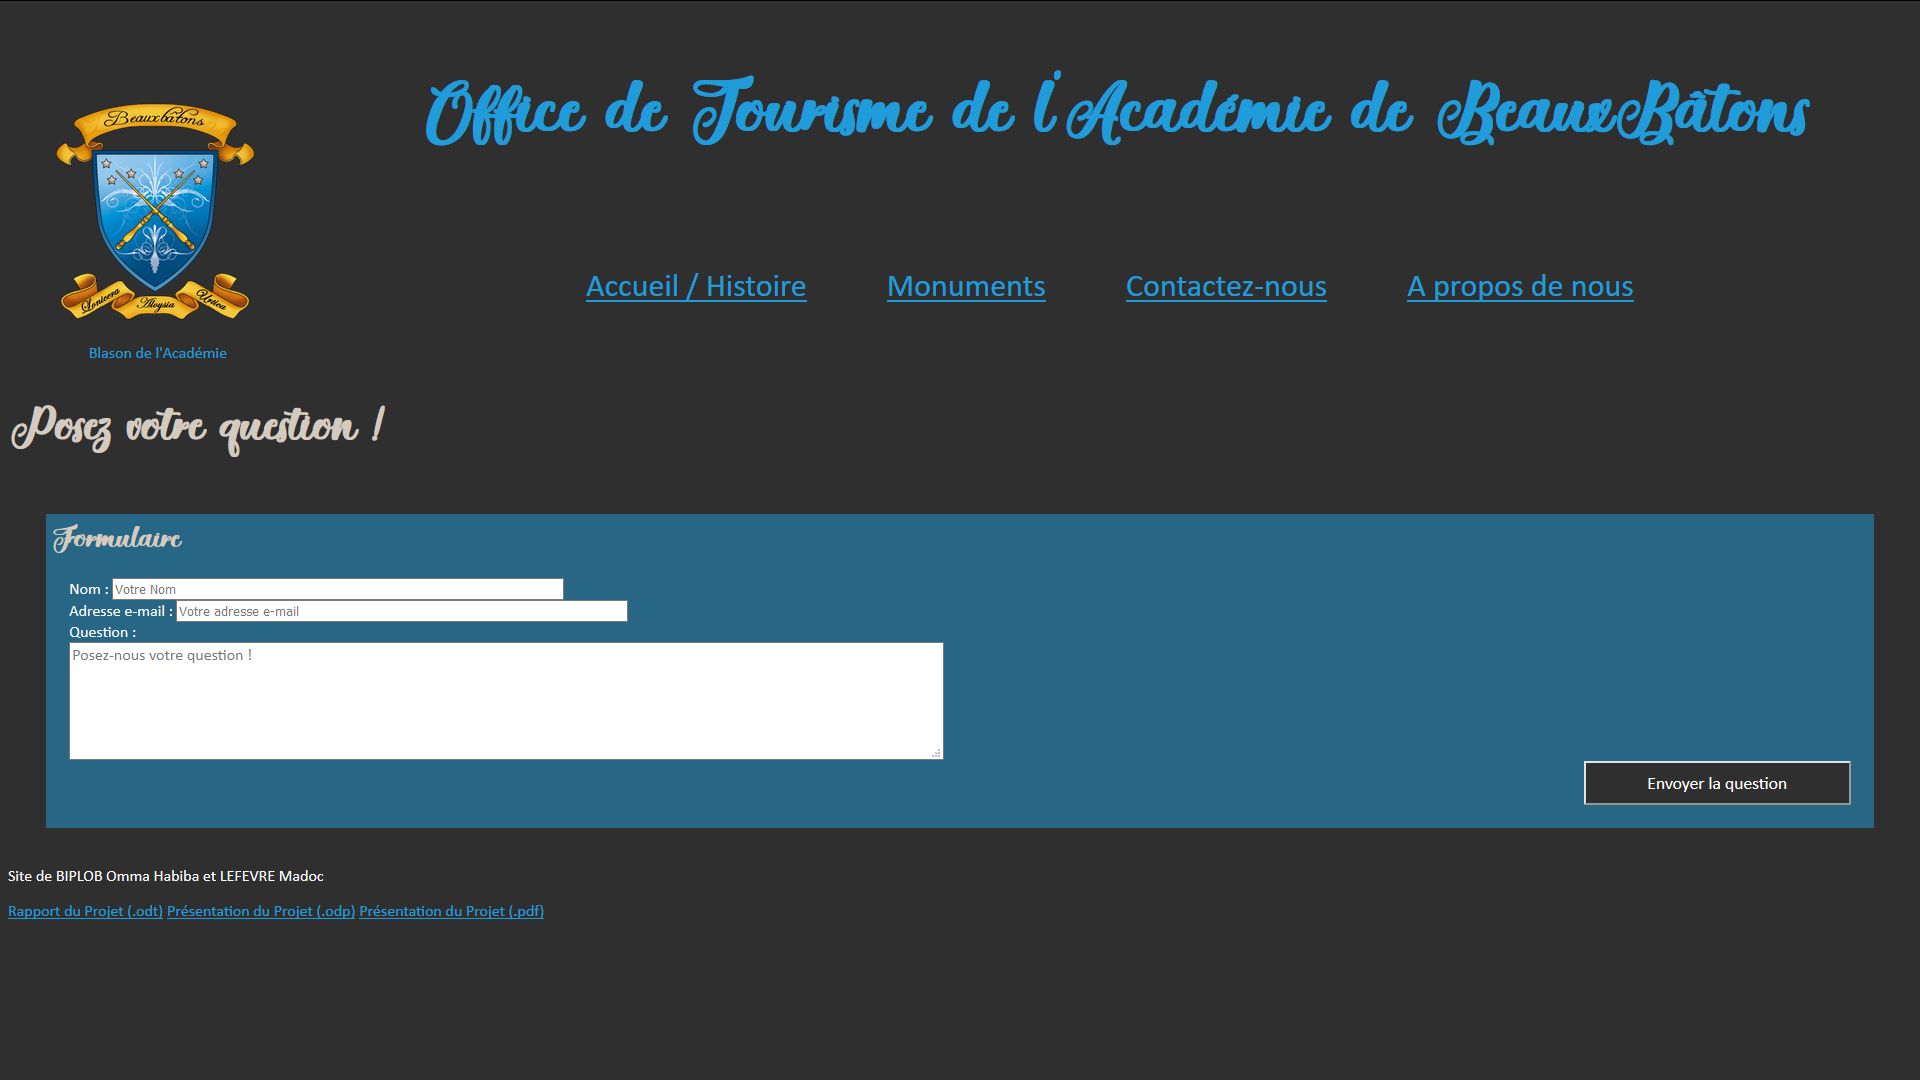 Office de Tourisme de l'Académie de BeauxBâtons
Beauxbâtons
Lonicera Aloysia Urtica
Accueil / Histoire Monuments Contactez-nous A propos de nous
Blason de l'Académie
Posez votre question !
Formulaire
Nom : Votre Nom
Adresse e-mail : Votre adresse e-mail
Question :
Posez-nous votre question !
Envoyer la question
Site de BIPLOB Omma Habiba et LEFEVRE Madoc
Rapport du Projet (.odt) Présentation du Projet (.odp) Présentation du Projet (.pdf)